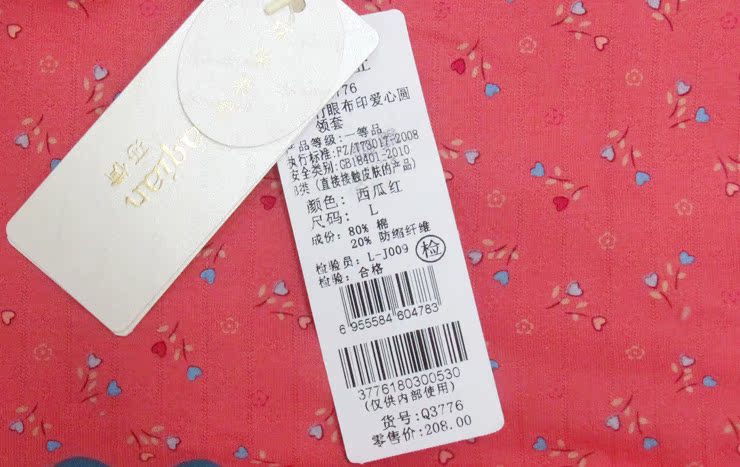 776
打眼布印爱心圆
领套
产品等级：一等品
执行标准：FZ/T73017-2008
安全类别：GB18401-2010
B类（直接接触皮肤的产品）
颜色：西瓜红
尺码：L
成份：80% 棉
20% 防缩纤维
检验员：L-J009
检验：合格
检
6 955584 604783
3776180300530
(仅供内部使用)
货号：Q3776
零售价：208.00